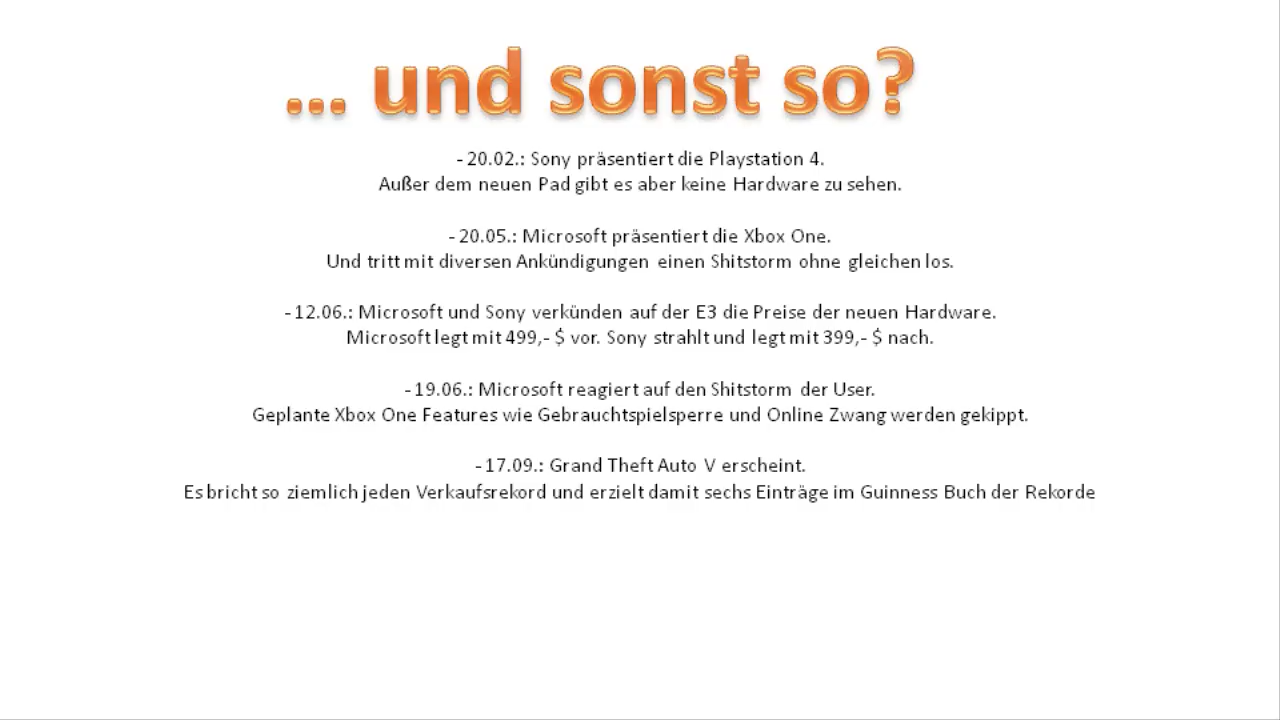 ... und sonst so?
- 20.02.: Sony präsentiert die Playstation 4.
Außer dem neuen Pad gibt es aber keine Hardware zu sehen.
- 20.05.: Microsoft präsentiert die Xbox One.
Und tritt mit diversen Ankündigungen einen Shitstorm ohne gleichen los.
- 12.06.: Microsoft und Sony verkünden auf der E3 die Preise der neuen Hardware.
Microsoft legt mit 499,- $ vor. Sony strahlt und legt mit 399,- $ nach.
- 19.06.: Microsoft reagiert auf den Shitstorm der User.
Geplante Xbox One Features wie Gebrauchtspielsperre und Online Zwang werden gekippt.
- 17.09.: Grand Theft Auto V erscheint.
Es bricht so ziemlich jeden Verkaufsrekord und erzielt damit sechs Einträge im Guinness Buch der Rekorde